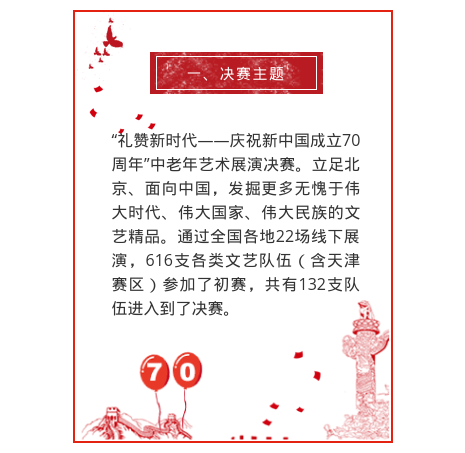 一、决赛主题
“礼赞新时代——庆祝新中国成立70
周年”中老年艺术展演决赛。立足北
京、面向中国，发掘更多无愧于伟
大时代、伟大国家、伟大民族的文
艺精品。通过全国各地22场线下展
演，616支各类文艺队伍（含天津
赛区）参加了初赛，共有132支队
伍进入到了决赛。
70